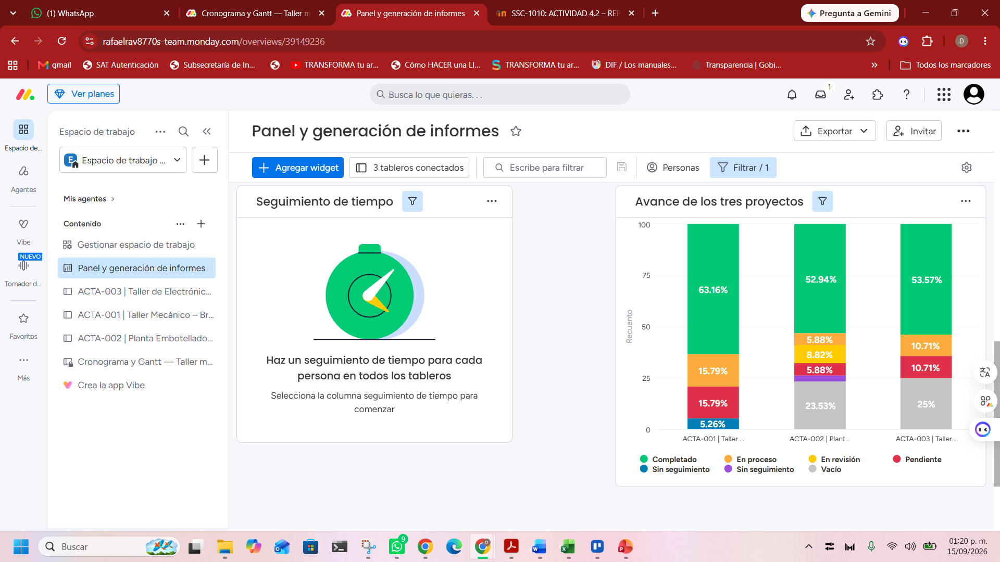 (1) WhatsApp
Cronograma y Gantt — Taller m
Panel y generación de informes
SSC-1010: ACTIVIDAD 4.2 – REP
Pregunta a Gemini
rafaelrav8770s-team.monday.com/overviews/39149236
D
gmail
SAT Autenticación
Subsecretaría de In...
TRANSFORMA tu ar...
Cómo HACER una LI...
TRANSFORMA tu ar...
DIF / Los manuales...
Transparencia | Gobi...
Todos los marcadores
Ver planes
Busca lo que quieras. . .
1
Espacio de...
Agentes
Vibe
NUEVO
Tomador d...
Favoritos
Más
Espacio de trabajo
E
Espacio de trabajo ...
Mis agentes
Contenido
Gestionar espacio de trabajo
Panel y generación de informes
ACTA-003 | Taller de Electrónic...
ACTA-001 | Taller Mecánico – Br...
ACTA-002 | Planta Embotellado...
Cronograma y Gantt — Taller m...
Crea la app Vibe
Panel y generación de informes
Exportar
Invitar
Agregar widget
3 tableros conectados
Escribe para filtrar
Personas
Filtrar / 1
Seguimiento de tiempo
Haz un seguimiento de tiempo para cada
persona en todos los tableros
Selecciona la columna seguimiento de tiempo para
comenzar
Avance de los tres proyectos
Recuento
100
75
50
25
0
63.16%
15.79%
15.79%
5.26%
52.94%
5.88%
8.82%
5.88%
23.53%
53.57%
10.71%
10.71%
25%
ACTA-001 | Taller ...
ACTA-002 | Plant...
ACTA-003 | Taller...
Completado
En proceso
En revisión
Pendiente
Sin seguimiento
Sin seguimiento
Vacío
Buscar
9
D
01:20 p. m.
15/09/2026